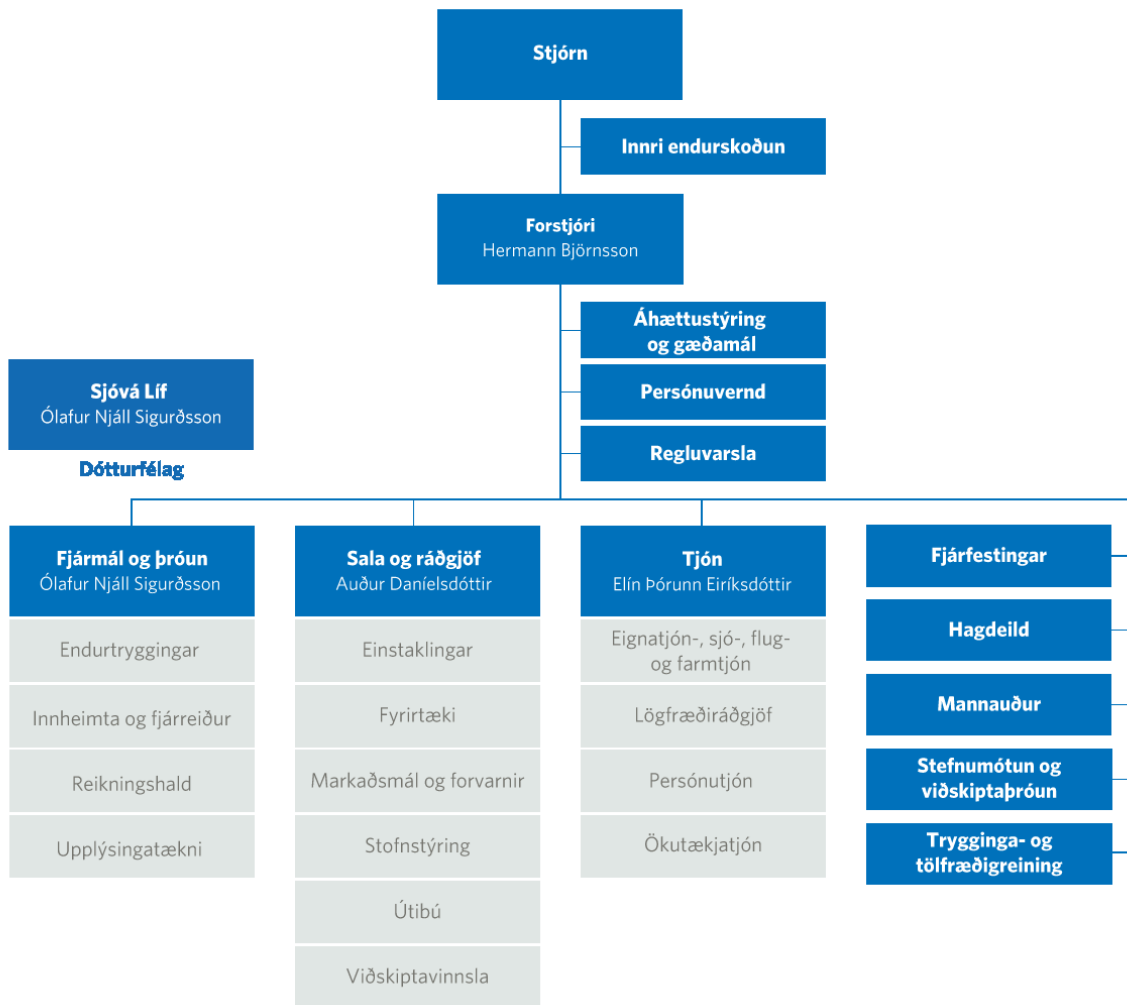 Stjórn
Innri endurskoðun
Forstjóri
Hermann Björnsson
Áhættustýring
og gæðamál
Persónuvernd
Regluvarsla
Sjóvá Líf
Ólafur Njáll Sigurðsson
Dótturfélag
Fjármál og þróun
Ólafur Njáll Sigurðsson
Endurtryggingar
Innheimta og fjárreiður
Reikningshald
Upplýsingatækni
Sala og ráðgjöf
Auður Daníelsdóttir
Einstaklingar
Fyrirtæki
Markaðsmál og forvarnir
Stofnstýring
Útibú
Viðskiptavinnsla
Tjón
Elín Þórunn Eiríksdóttir
Eignatjón-, sjó-, flug-
og farmtjón
Lögfræðiráðgjöf
Persónutjón
Ökutækjatjón
Fjárfestingar
Hagdeild
Mannauður
Stefnumótun og
viðskiptaþróun
Trygginga- og
tölfræðigreining